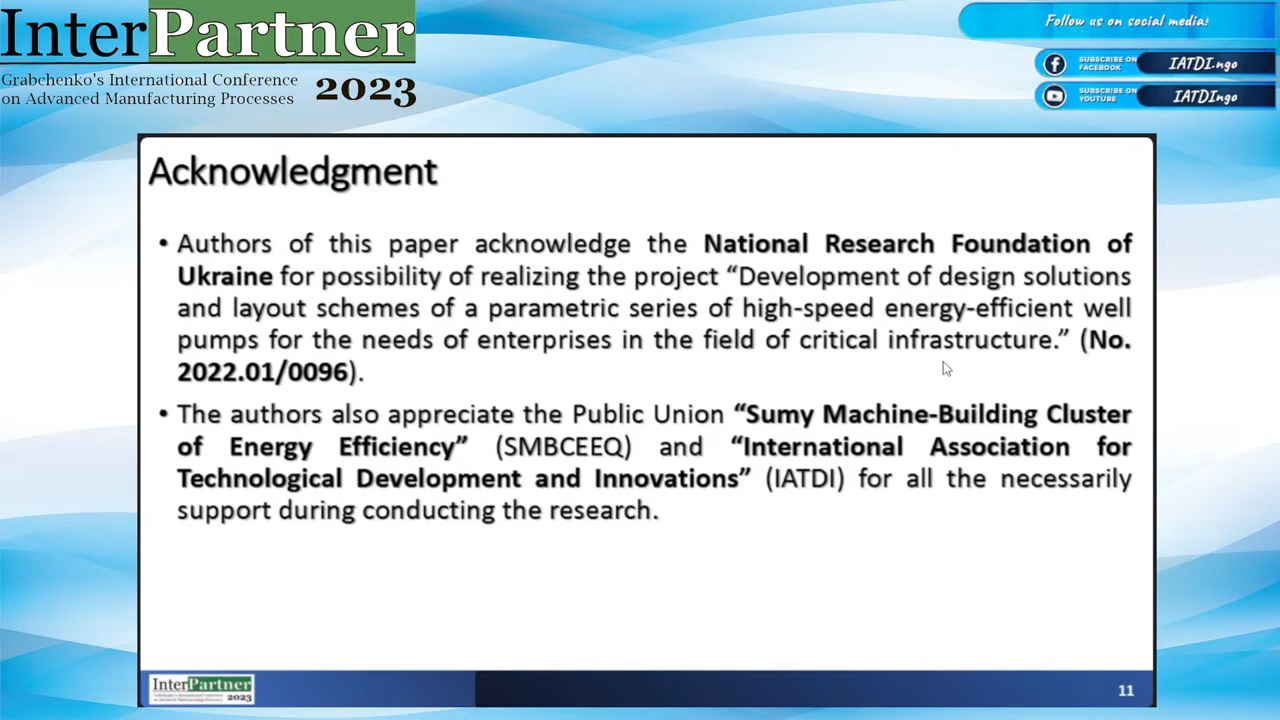 InterPartner
Grabchenko's International Conference
on Advanced Manufacturing Processes
2023
Follow us on social media!
SUBSCRIBE ON
FACEBOOK
IATDI.ngo
SUBSCRIBE ON
YOUTUBE
IATDIngo
Acknowledgment
• Authors of this paper acknowledge the National Research Foundation of
Ukraine for possibility of realizing the project “Development of design solutions
and layout schemes of a parametric series of high-speed energy-efficient well
pumps for the needs of enterprises in the field of critical infrastructure.” (No.
2022.01/0096).
• The authors also appreciate the Public Union “Sumy Machine-Building Cluster
of Energy Efficiency” (SMBCEEQ) and “International Association for
Technological Development and Innovations” (IATDI) for all the necessarily
support during conducting the research.
InterPartner
2023
11